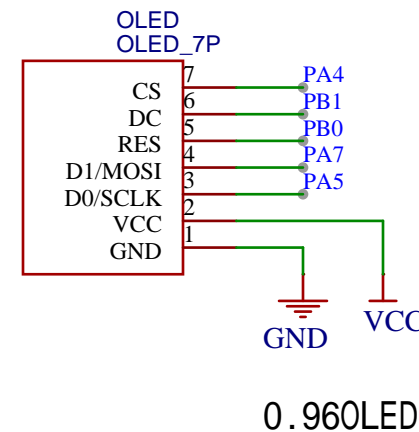 OLED
OLED_7P
CS 7 PA4
DC 6 PB1
RES 5 PB0
D1/MOSI 4 PA7
D0/SCLK 3 PA5
VCC 2
GND 1
GND VCC
0.96OLED